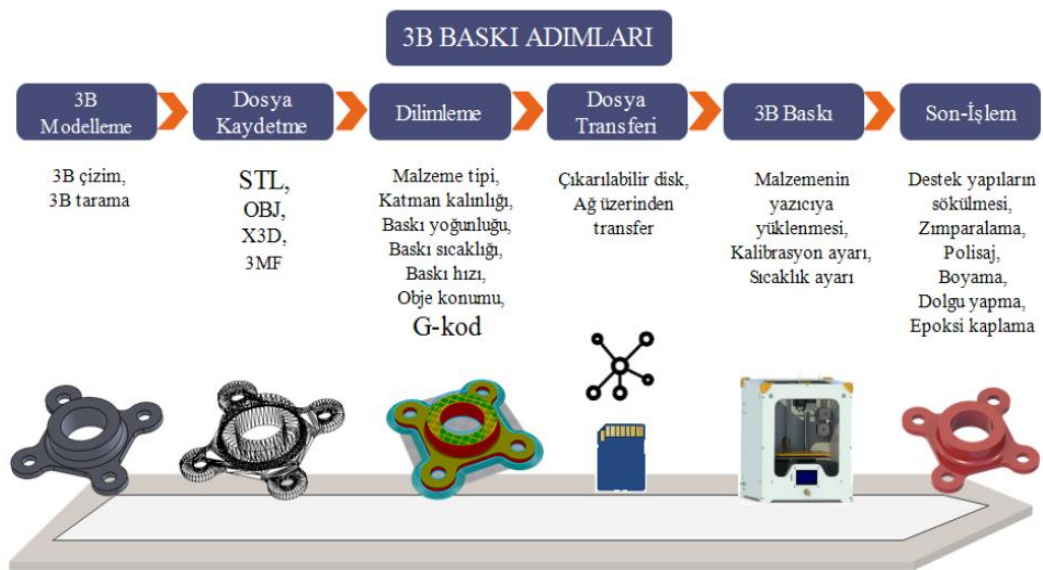 3B BASKI ADIMLARI
3B
Modelleme
3B çizim,
3B tarama
Dosya
Kaydetme
STL,
OBJ,
X3D,
3MF
Dilimleme
Malzeme tipi,
Katman kalınlığı,
Baskı yoğunluğu,
Baskı sıcaklığı,
Baskı hızı,
Obje konumu,
G-kod
Dosya
Transferi
Çıkarılabilir disk,
Ağ üzerinden
transfer
3B Baskı
Malzemenin
yazıcıya
yüklenmesi,
Kalibrasyon ayarı,
Sıcaklık ayarı
Son-İşlem
Destek yapıların
sökülmesi,
Zımparalama,
Polisaj,
Boyama,
Dolgu yapma,
Epoksi kaplama